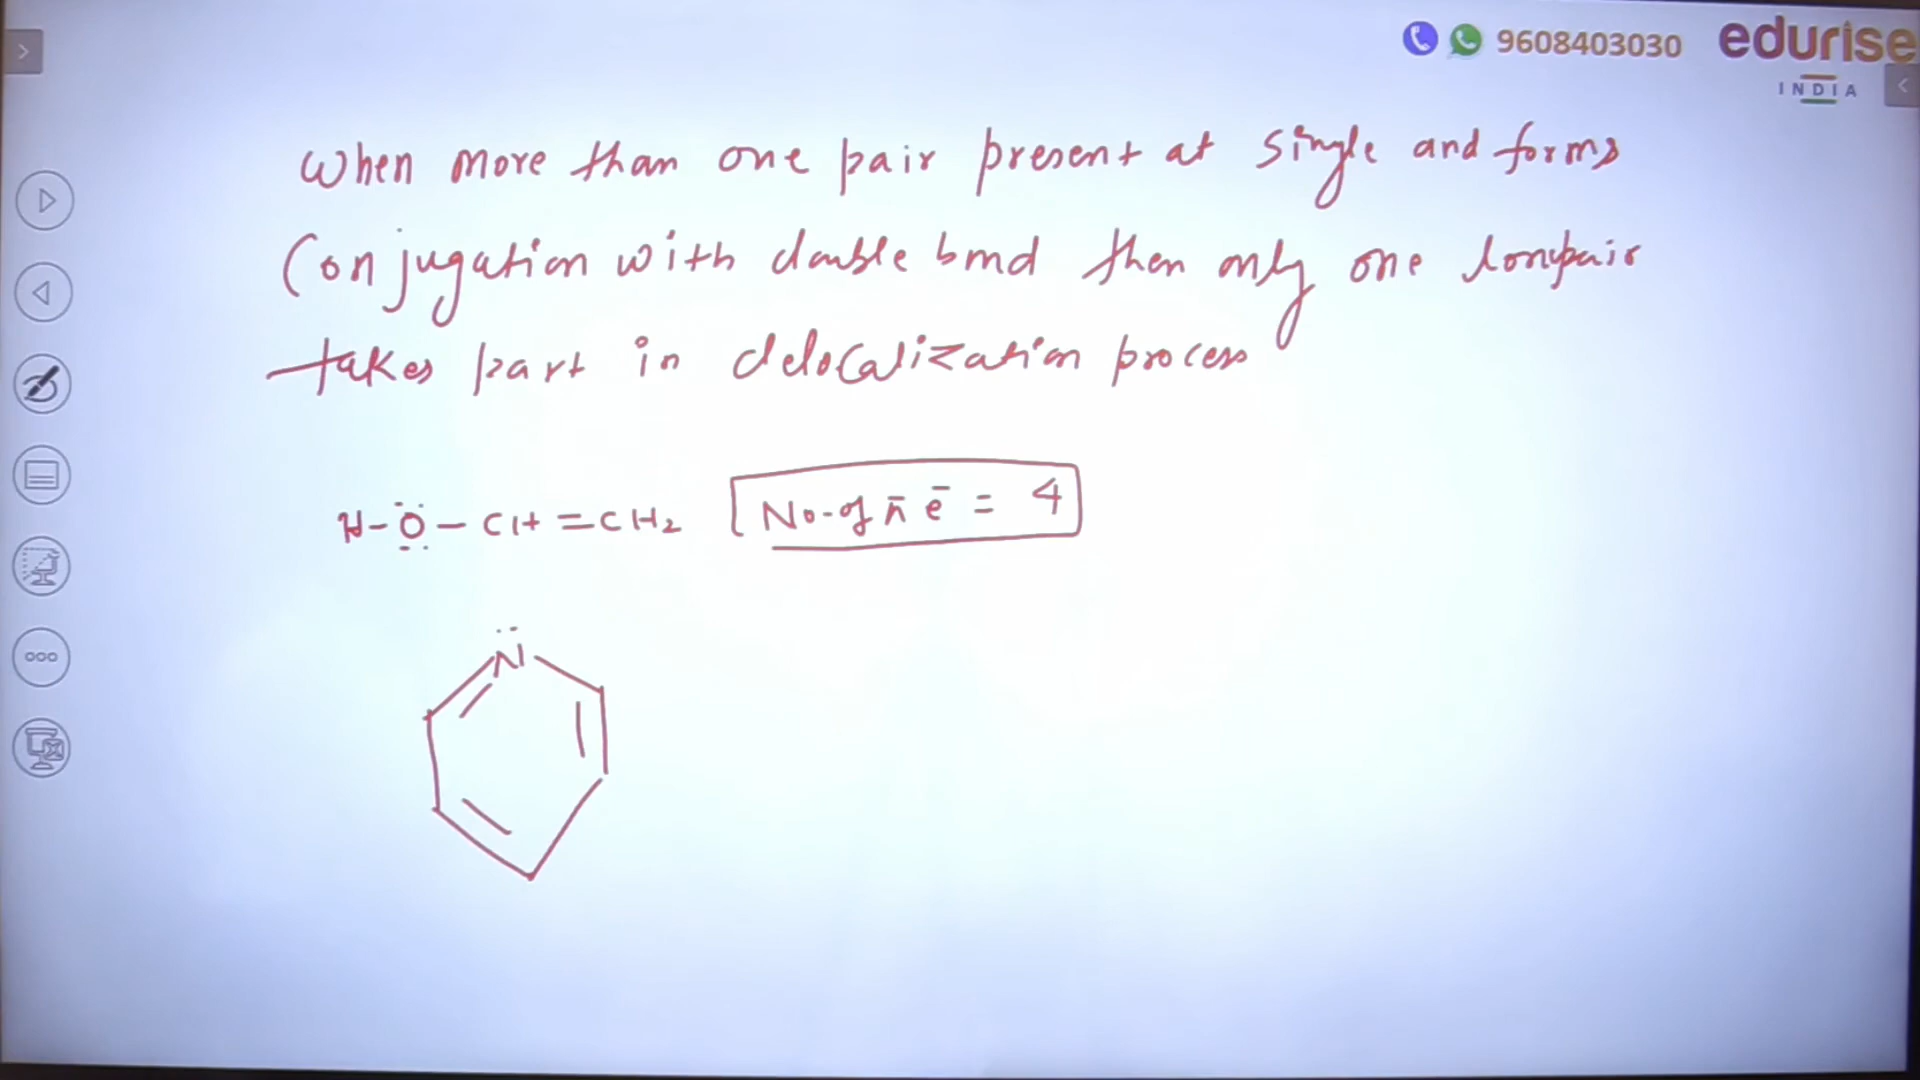 9608403030 edurise
INDIA
When more than one pair present at single and forms
Conjugation with double bond then only one lonepair
takes part in delocalization process
H-Ö-CH=CH₂ No-of π e = 4
N